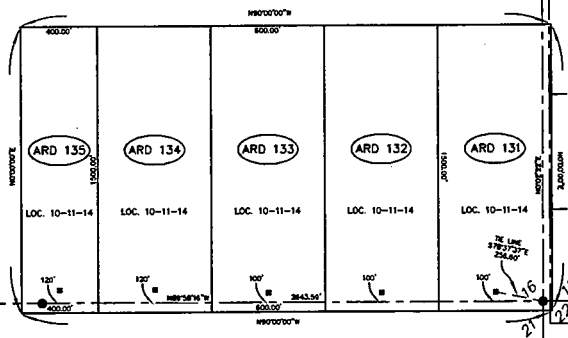 N90'00'00"W
400.00'
600.00'
ARD 135
ARD 134
ARD 133
ARD 132
ARD 131
1500.00'
1500.00'
LOC. 10-11-14
LOC. 10-11-14
LOC. 10-11-14
LOC. 10-11-14
LOC. 10-11-14
TIE LINE
S78'37'37"E
256.60'
120'
120'
100'
100'
100'
2643.50'
16
400.00'
600.00'
N90'00'00"W
21
22